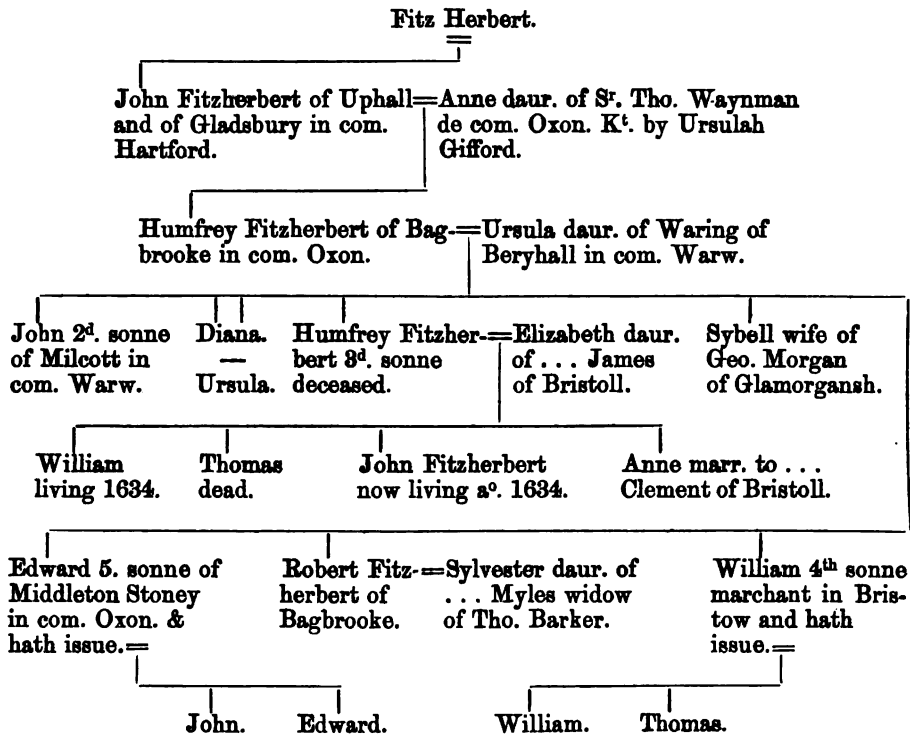 Fitz Herbert.
John Fitzherbert of Uphall=Anne daur. of Sʳ. Tho. Waynman
and of Gladsbury in com. de com. Oxon. Kᵗ. by Ursulah
Hartford. Gifford.
Humfrey Fitzherbert of Bag-=Ursula daur. of Waring of
brooke in com. Oxon. Beryhall in com. Warw.
John 2ᵈ. sonne
of Milcott in
com. Warw.
Diana.
—
Ursula.
Humfrey Fitzher-=Elizabeth daur.
bert 3ᵈ. sonne of . . . James
deceased. of Bristoll.
Sybell wife of
Geo. Morgan
of Glamorgansh.
William
living 1634.
Thomas
dead.
John Fitzherbert
now living aᵒ. 1634.
Anne marr. to . . .
Clement of Bristoll.
Edward 5. sonne of
Middleton Stoney
in com. Oxon. &
hath issue.=
Robert Fitz-=Sylvester daur. of
herbert of . . . Myles widow
Bagbrooke. of Tho. Barker.
William 4ᵗʰ sonne
marchant in Bris-
tow and hath
issue.=
John. Edward.
William. Thomas.